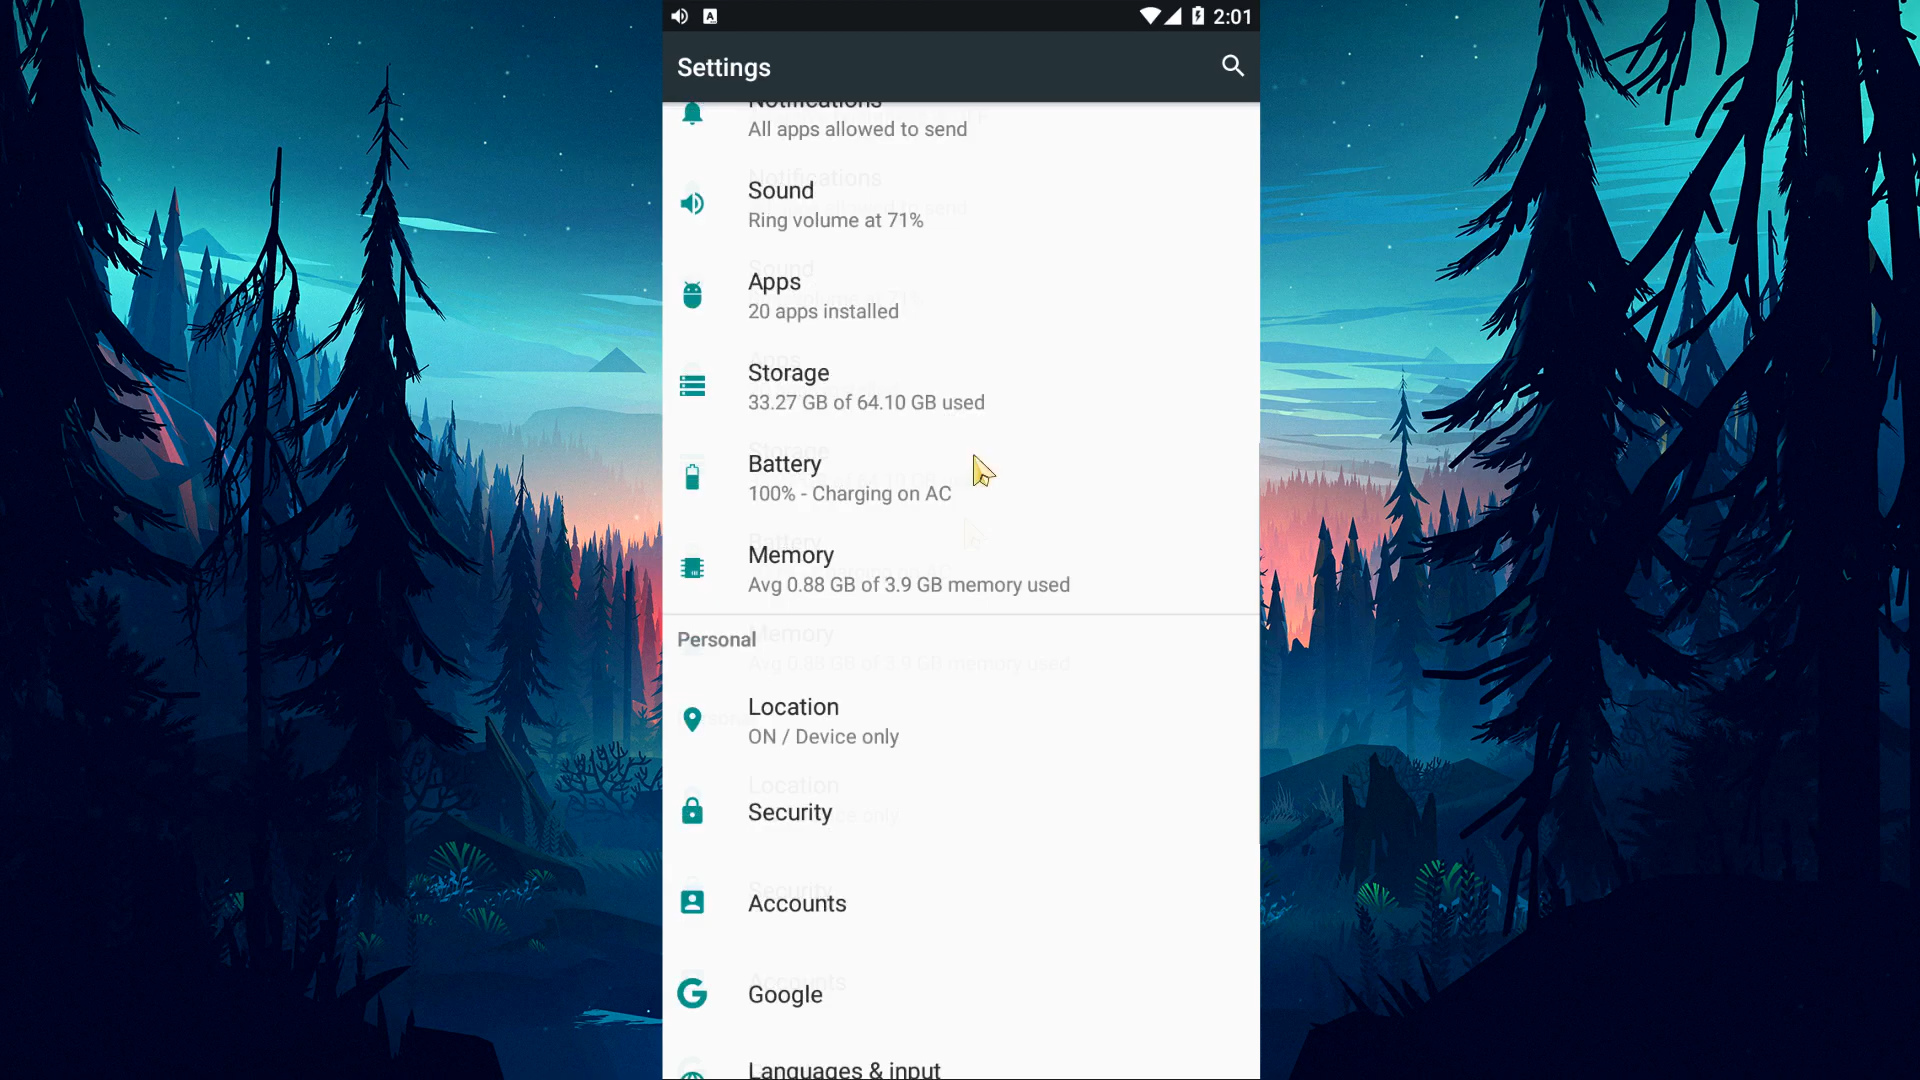 2:01
Settings
Notifications
All apps allowed to send
Sound
Ring volume at 71%
Apps
20 apps installed
Storage
33.27 GB of 64.10 GB used
Battery
100% - Charging on AC
Memory
Avg 0.88 GB of 3.9 GB memory used
Personal
Location
ON / Device only
Security
Accounts
Google
Languages & input